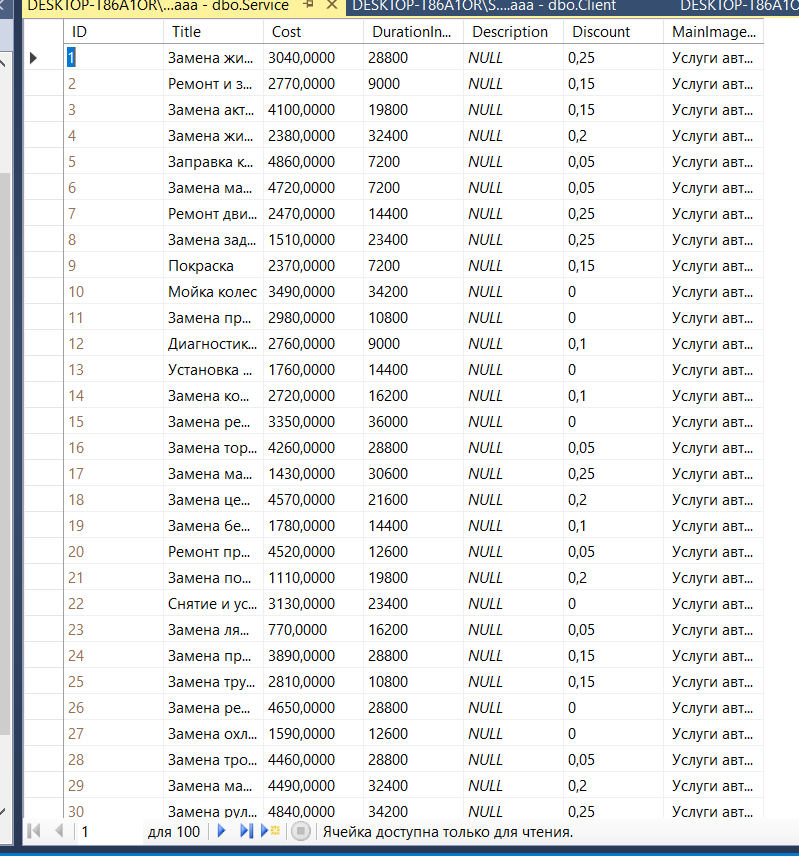 DESKTOP-T86A1OR\...aaa - dbo.Service DESKTOP-T86A1OR\S....aaa - dbo.Client DESKTOP-T86A1O
ID Title Cost DurationIn... Description Discount MainImage...
1 Замена жи... 3040,0000 28800 NULL 0,25 Услуги авт...
2 Ремонт и з... 2770,0000 9000 NULL 0,15 Услуги авт...
3 Замена акт... 4100,0000 19800 NULL 0,15 Услуги авт...
4 Замена жи... 2380,0000 32400 NULL 0,2 Услуги авт...
5 Заправка к... 4860,0000 7200 NULL 0,05 Услуги авт...
6 Замена ма... 4720,0000 7200 NULL 0,05 Услуги авт...
7 Ремонт дви... 2470,0000 14400 NULL 0,25 Услуги авт...
8 Замена зад... 1510,0000 23400 NULL 0,25 Услуги авт...
9 Покраска 2370,0000 7200 NULL 0,15 Услуги авт...
10 Мойка колес 3490,0000 34200 NULL 0 Услуги авт...
11 Замена пр... 2980,0000 10800 NULL 0 Услуги авт...
12 Диагностик... 2760,0000 9000 NULL 0,1 Услуги авт...
13 Установка ... 1760,0000 14400 NULL 0 Услуги авт...
14 Замена ко... 2720,0000 16200 NULL 0,1 Услуги авт...
15 Замена ре... 3350,0000 36000 NULL 0 Услуги авт...
16 Замена тор... 4260,0000 28800 NULL 0,05 Услуги авт...
17 Замена ма... 1430,0000 30600 NULL 0,25 Услуги авт...
18 Замена це... 4570,0000 21600 NULL 0,2 Услуги авт...
19 Замена бе... 1780,0000 14400 NULL 0,1 Услуги авт...
20 Ремонт пр... 4520,0000 12600 NULL 0,05 Услуги авт...
21 Замена по... 1110,0000 19800 NULL 0,2 Услуги авт...
22 Снятие и ус... 3130,0000 23400 NULL 0 Услуги авт...
23 Замена ля... 770,0000 16200 NULL 0,05 Услуги авт...
24 Замена пр... 3890,0000 28800 NULL 0,15 Услуги авт...
25 Замена тру... 2810,0000 10800 NULL 0,15 Услуги авт...
26 Замена ре... 4650,0000 28800 NULL 0 Услуги авт...
27 Замена охл... 1590,0000 12600 NULL 0 Услуги авт...
28 Замена тро... 4460,0000 28800 NULL 0,05 Услуги авт...
29 Замена ма... 4490,0000 32400 NULL 0,2 Услуги авт...
30 Замена рул... 4840,0000 34200 NULL 0,25 Услуги авт...
1 для 100 Ячейка доступна только для чтения.